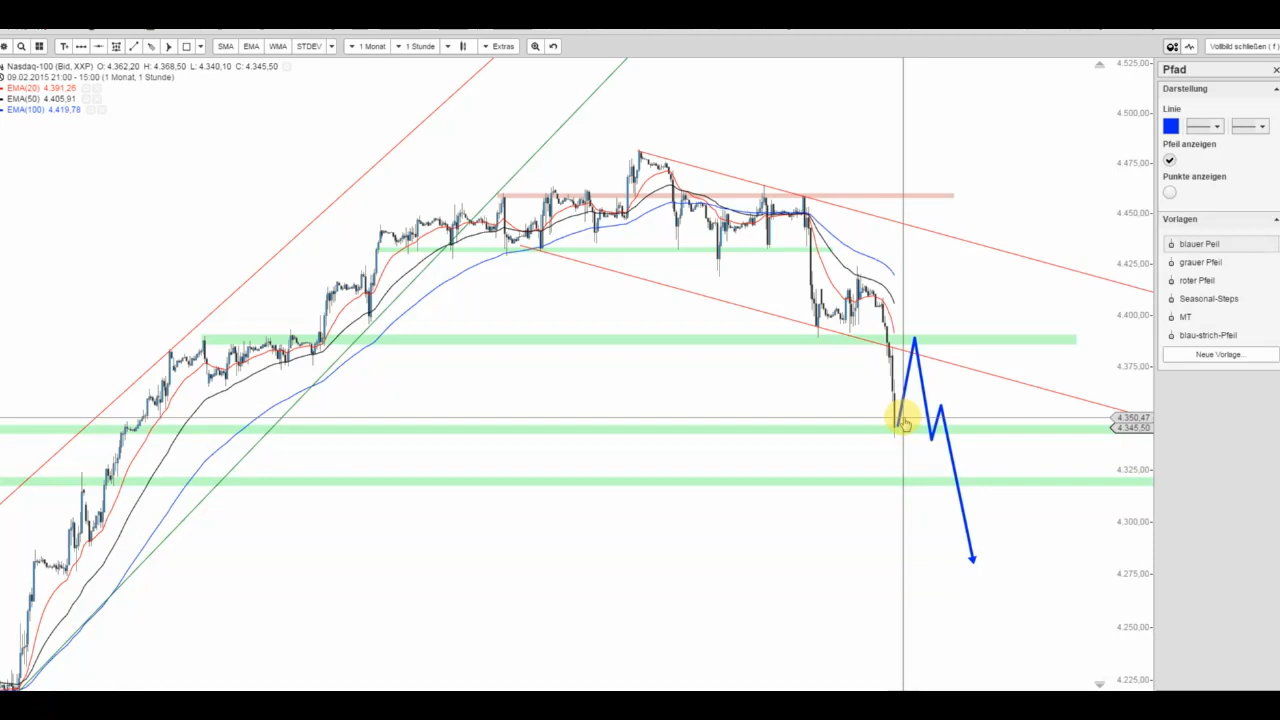 SMA EMA WMA STDEV 1 Monat 1 Stunde Extras Vollbild schließen ( f )
Nasdaq-100 (Bid, XXP) O: 4.362,20 H: 4.368,50 L: 4.340,10 C: 4.345,50
09.02.2015 21:00 - 15:00 (1 Monat, 1 Stunde)
EMA(20) 4.391,26
EMA(50) 4.405,91
EMA(100) 4.419,78
4.525,00
4.500,00
4.475,00
4.450,00
4.425,00
4.400,00
4.375,00
4.350,47
4.345,50
4.325,00
4.300,00
4.275,00
4.250,00
4.225,00
Pfad
Darstellung
Linie
Pfeil anzeigen
Punkte anzeigen
Vorlagen
blauer Peil
grauer Pfeil
roter Pfeil
Seasonal-Steps
MT
blau-strich-Pfeil
Neue Vorlage...